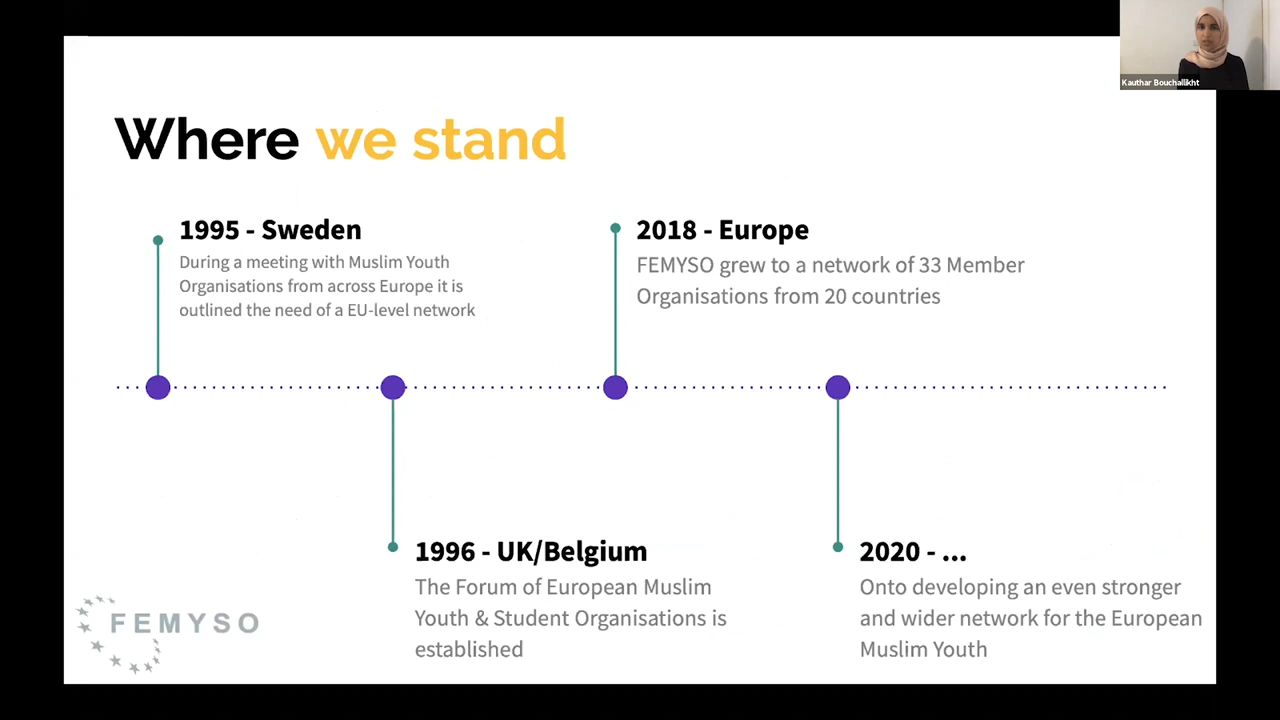 Kauthar Bouchallikht
Where we stand
1995 - Sweden
During a meeting with Muslim Youth
Organisations from across Europe it is
outlined the need of a EU-level network
2018 - Europe
FEMYSO grew to a network of 33 Member
Organisations from 20 countries
1996 - UK/Belgium
The Forum of European Muslim
Youth & Student Organisations is
established
2020 - ...
Onto developing an even stronger
and wider network for the European
Muslim Youth
FEMYSO